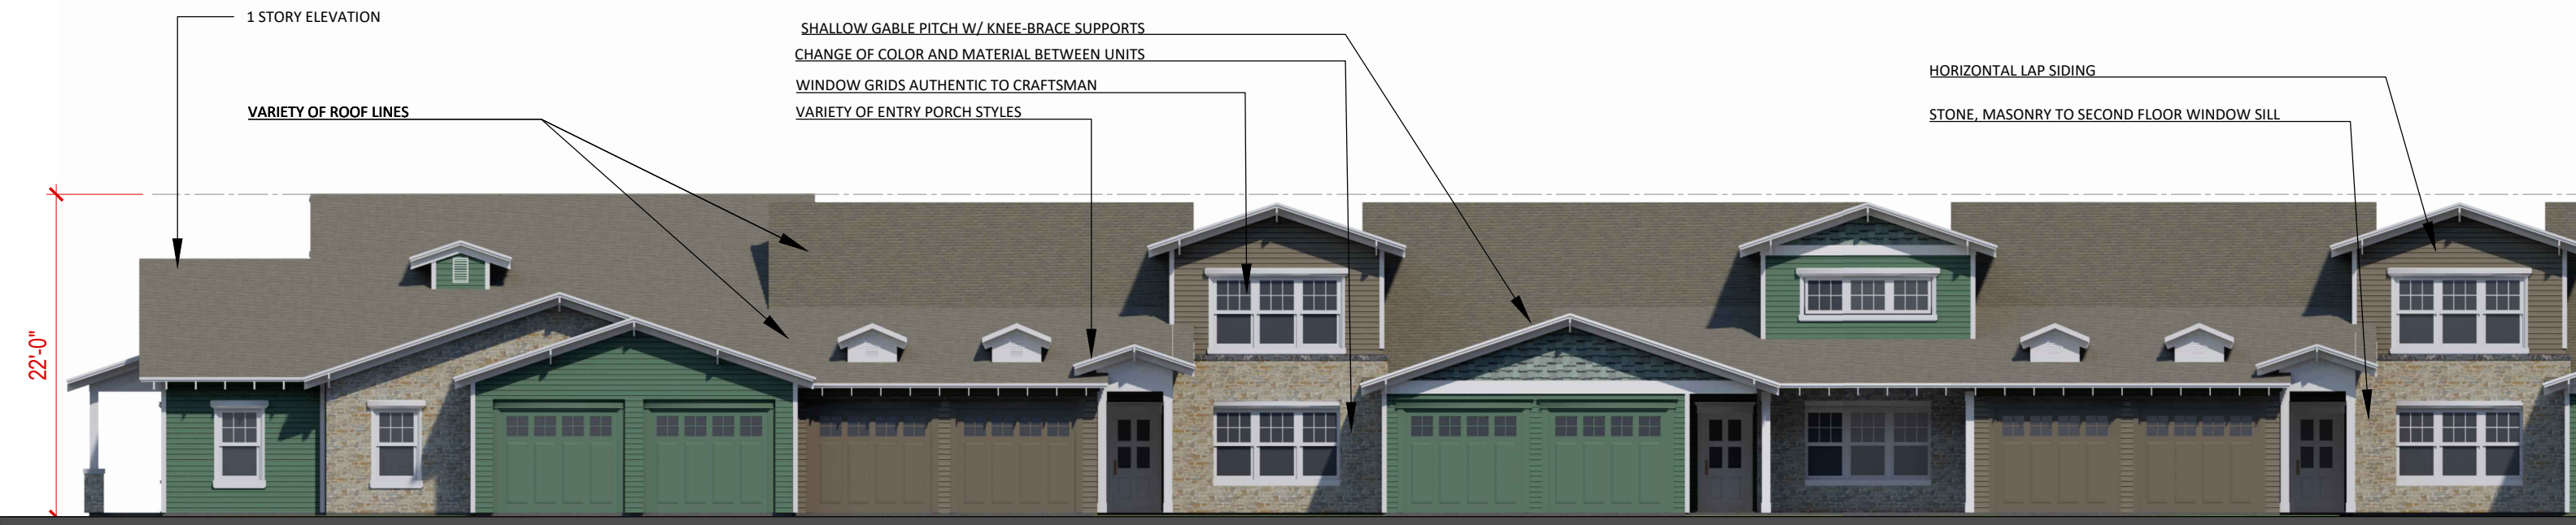 1 STORY ELEVATION
VARIETY OF ROOF LINES
SHALLOW GABLE PITCH W/ KNEE-BRACE SUPPORTS
CHANGE OF COLOR AND MATERIAL BETWEEN UNITS
WINDOW GRIDS AUTHENTIC TO CRAFTSMAN
VARIETY OF ENTRY PORCH STYLES
HORIZONTAL LAP SIDING
STONE, MASONRY TO SECOND FLOOR WINDOW SILL
22'-0"